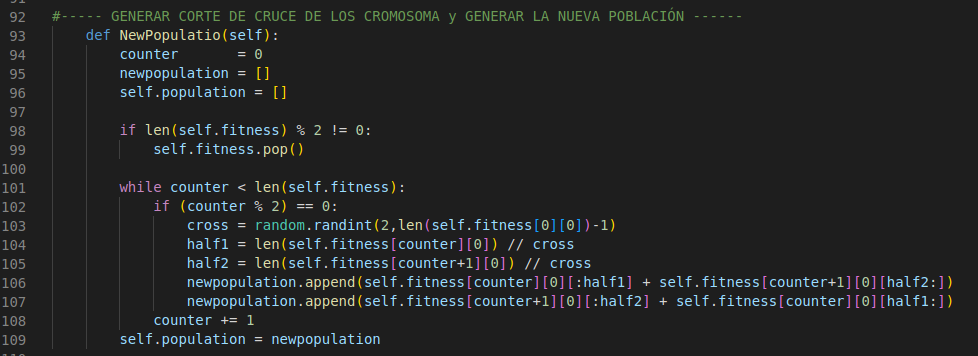 92 #----- GENERAR CORTE DE CRUCE DE LOS CROMOSOMA y GENERAR LA NUEVA POBLACIÓN ------
93 def NewPopulatio(self):
94 counter = 0
95 newpopulation = []
96 self.population = []
97
98 if len(self.fitness) % 2 != 0:
99 self.fitness.pop()
100
101 while counter < len(self.fitness):
102 if (counter % 2) == 0:
103 cross = random.randint(2,len(self.fitness[0][0])-1)
104 half1 = len(self.fitness[counter][0]) // cross
105 half2 = len(self.fitness[counter+1][0]) // cross
106 newpopulation.append(self.fitness[counter][0][:half1] + self.fitness[counter+1][0][half2:])
107 newpopulation.append(self.fitness[counter+1][0][:half2] + self.fitness[counter][0][half1:])
108 counter += 1
109 self.population = newpopulation